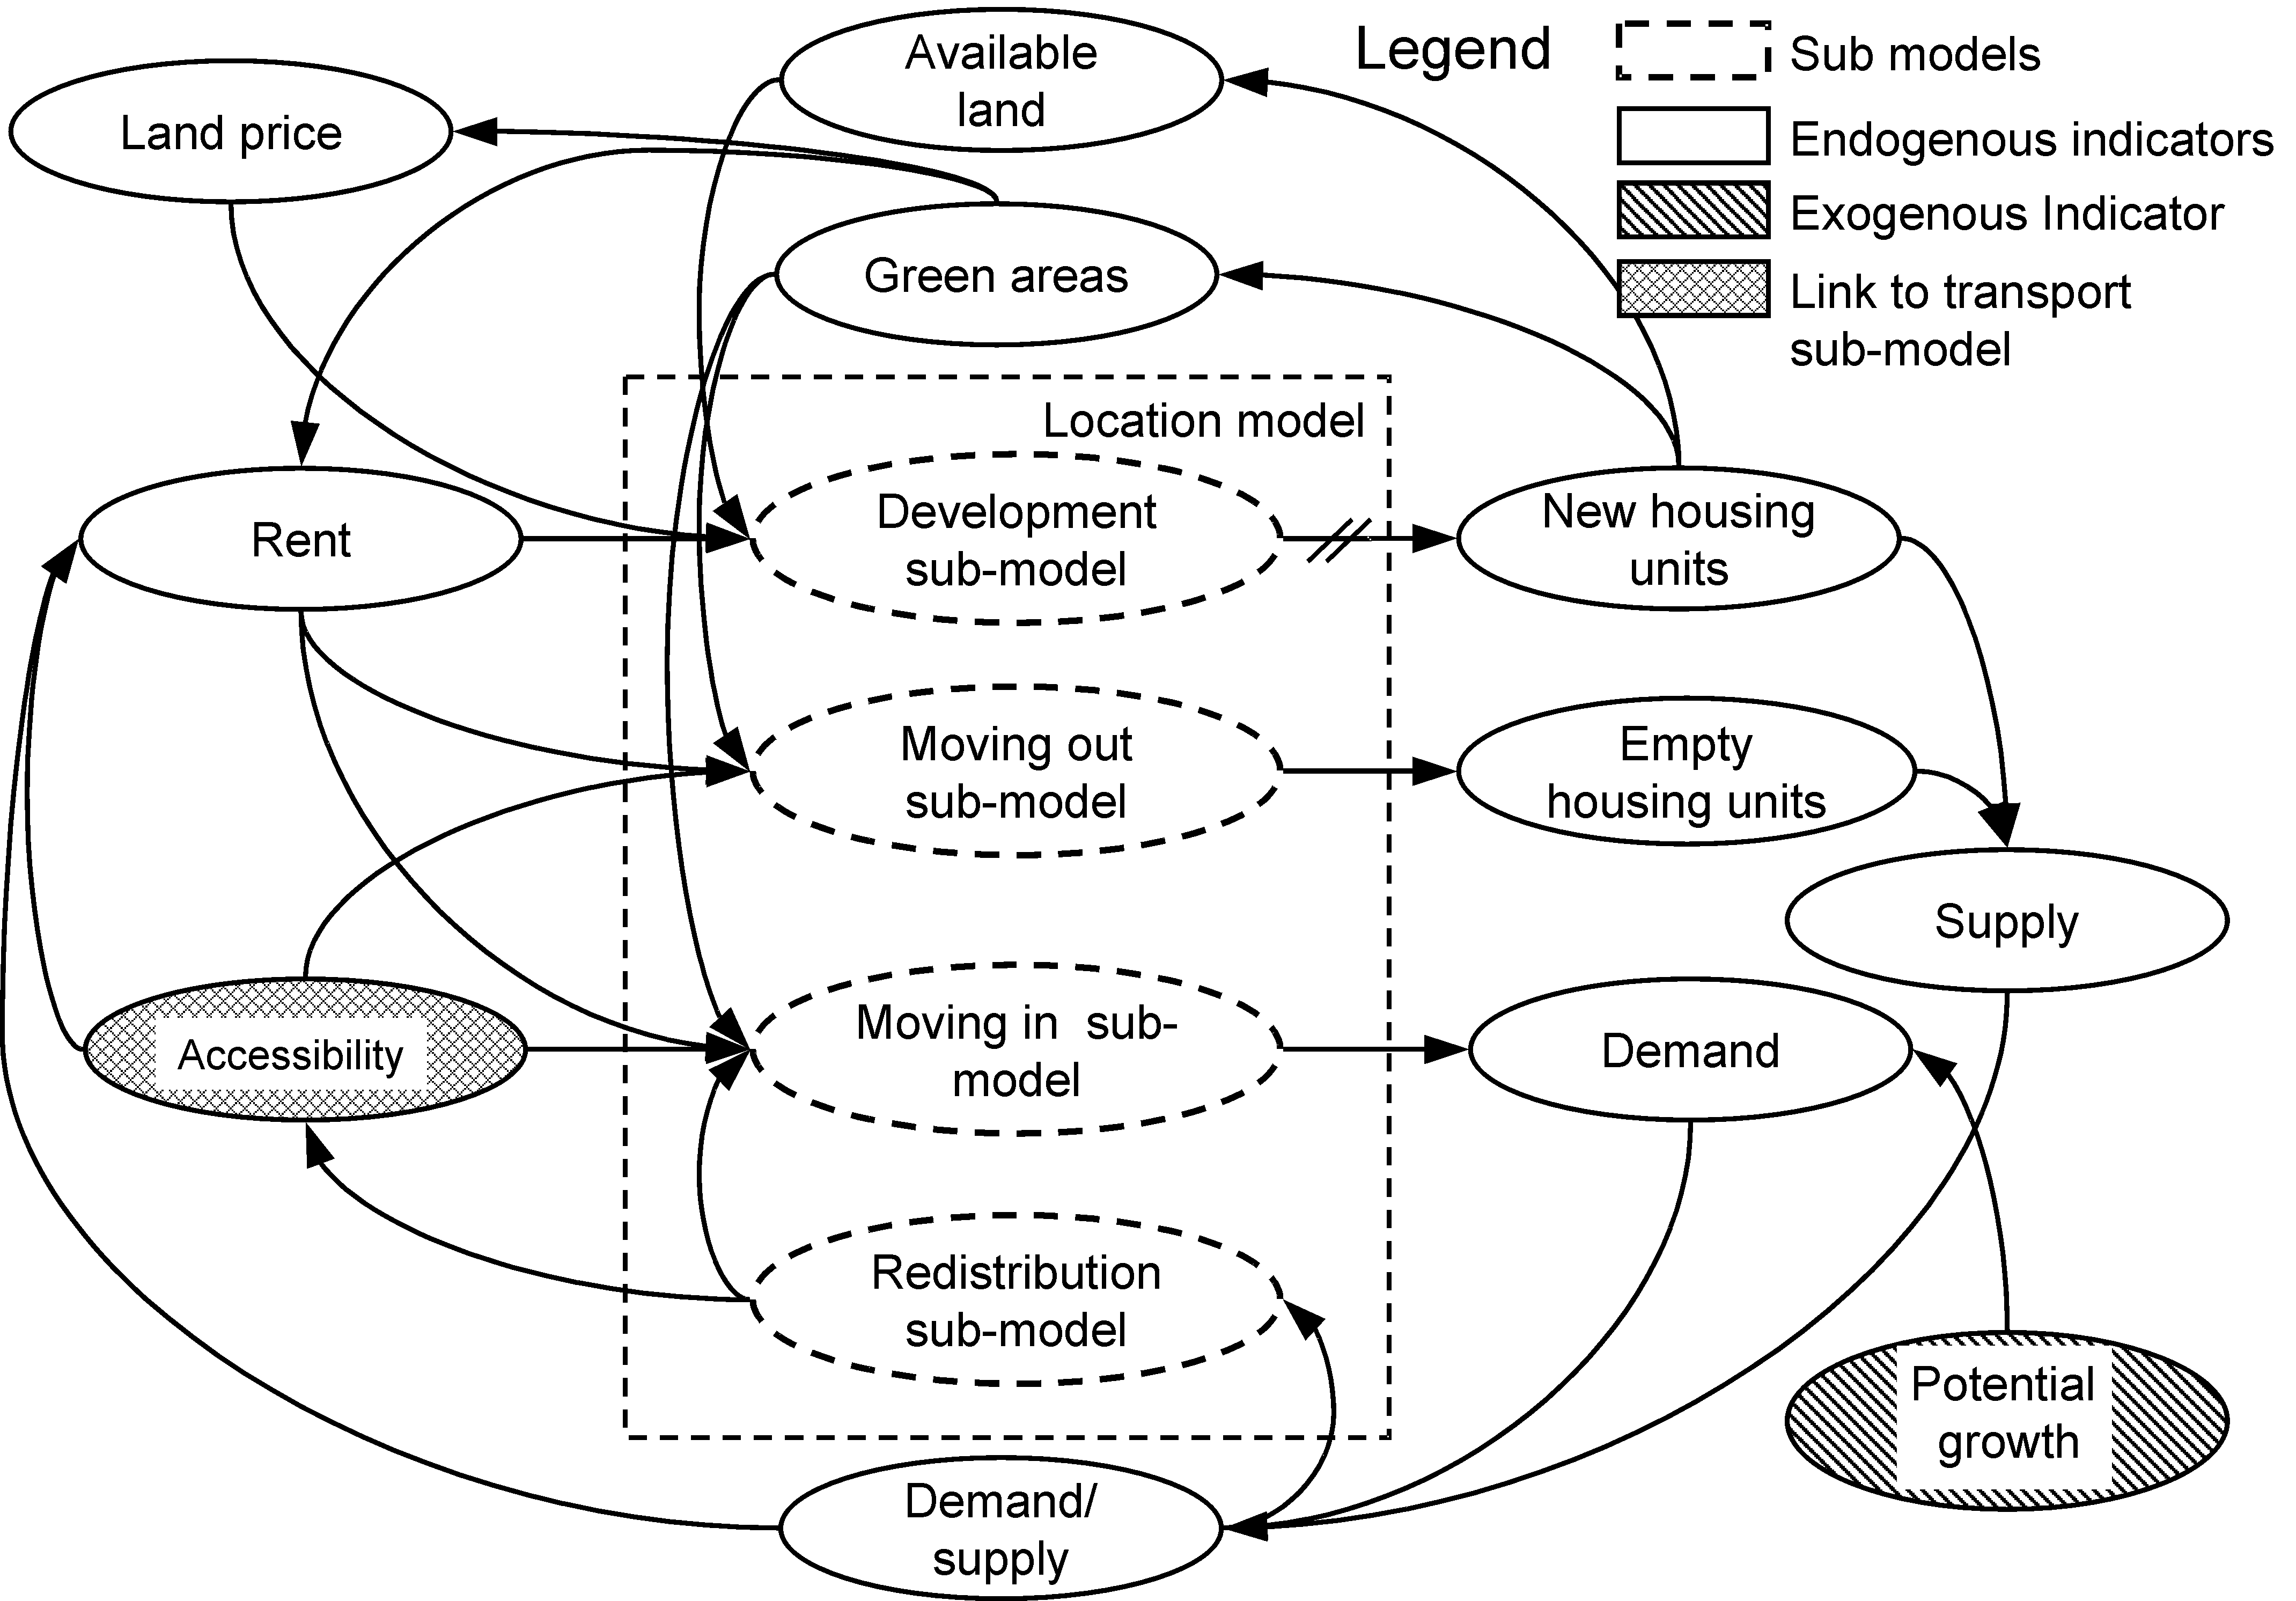 Available
land
Legend
Sub models
Endogenous indicators
Exogenous Indicator
Link to transport
sub-model
Land price
Green areas
Location model
Rent
Development
sub-model
New housing
units
Moving out
sub-model
Empty
housing units
Supply
Accessibility
Moving in  sub-
model
Demand
Redistribution
sub-model
Potential
growth
Demand/
supply